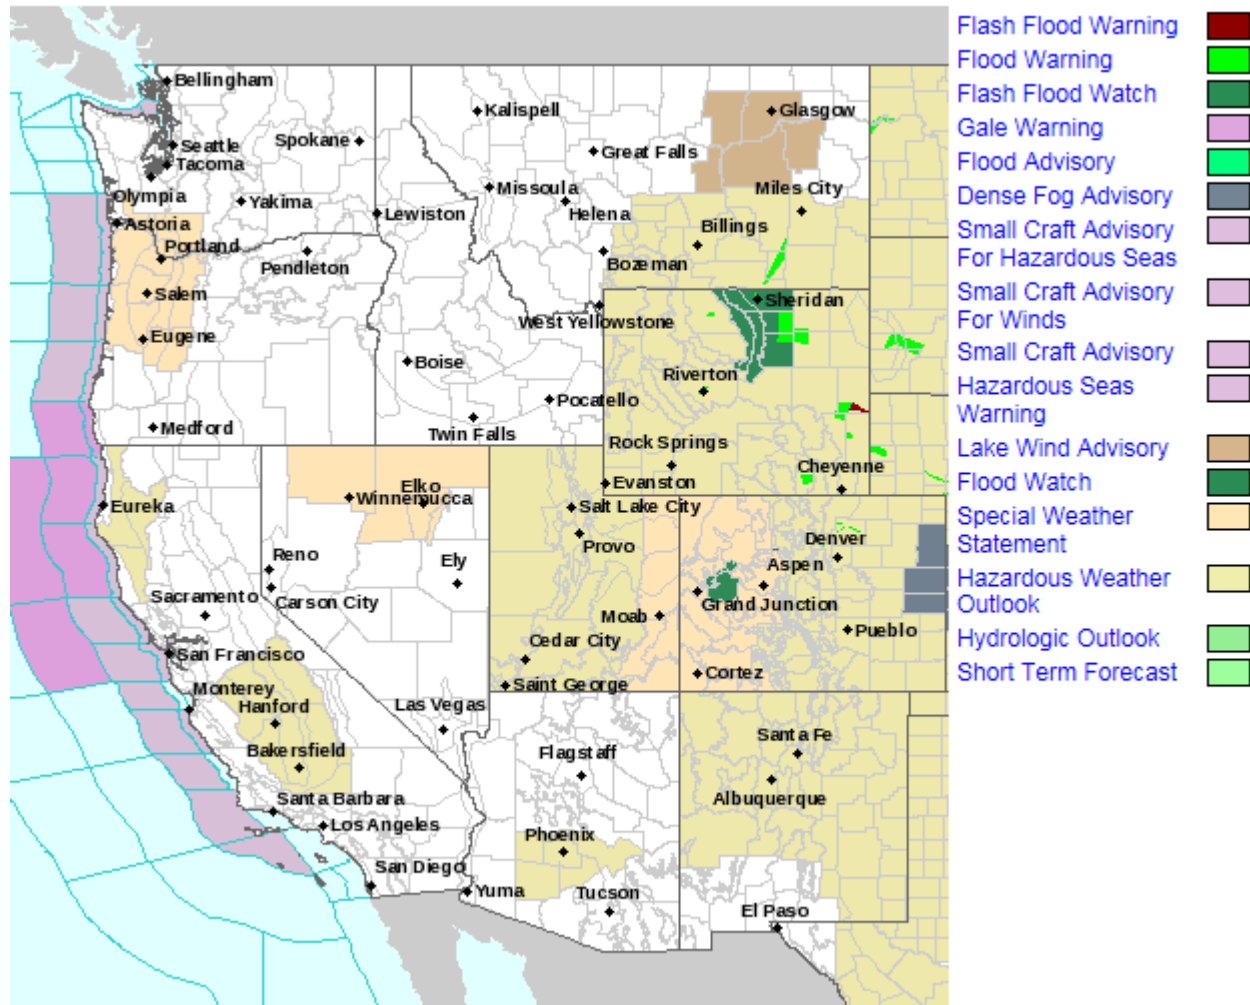 Bellingham
Seattle
Tacoma
Spokane
Olympia
Yakima
Lewiston
Astoria
Portland
Pendleton
Salem
Eugene
Medford
Kalispell
Great Falls
Glasgow
Missoula
Helena
Miles City
Billings
Bozeman
West Yellowstone
Sheridan
Boise
Riverton
Pocatello
Twin Falls
Rock Springs
Cheyenne
Evanston
Eureka
Elko
Winnemucca
Salt Lake City
Provo
Reno
Ely
Denver
Aspen
Sacramento
Carson City
Moab
Grand Junction
Pueblo
San Francisco
Cedar City
Cortez
Saint George
Monterey
Hanford
Las Vegas
Bakersfield
Flagstaff
Santa Fe
Albuquerque
Santa Barbara
Los Angeles
Phoenix
San Diego
Yuma
Tucson
El Paso
Flash Flood Warning
Flood Warning
Flash Flood Watch
Gale Warning
Flood Advisory
Dense Fog Advisory
Small Craft Advisory
For Hazardous Seas
Small Craft Advisory
For Winds
Small Craft Advisory
Hazardous Seas
Warning
Lake Wind Advisory
Flood Watch
Special Weather
Statement
Hazardous Weather
Outlook
Hydrologic Outlook
Short Term Forecast